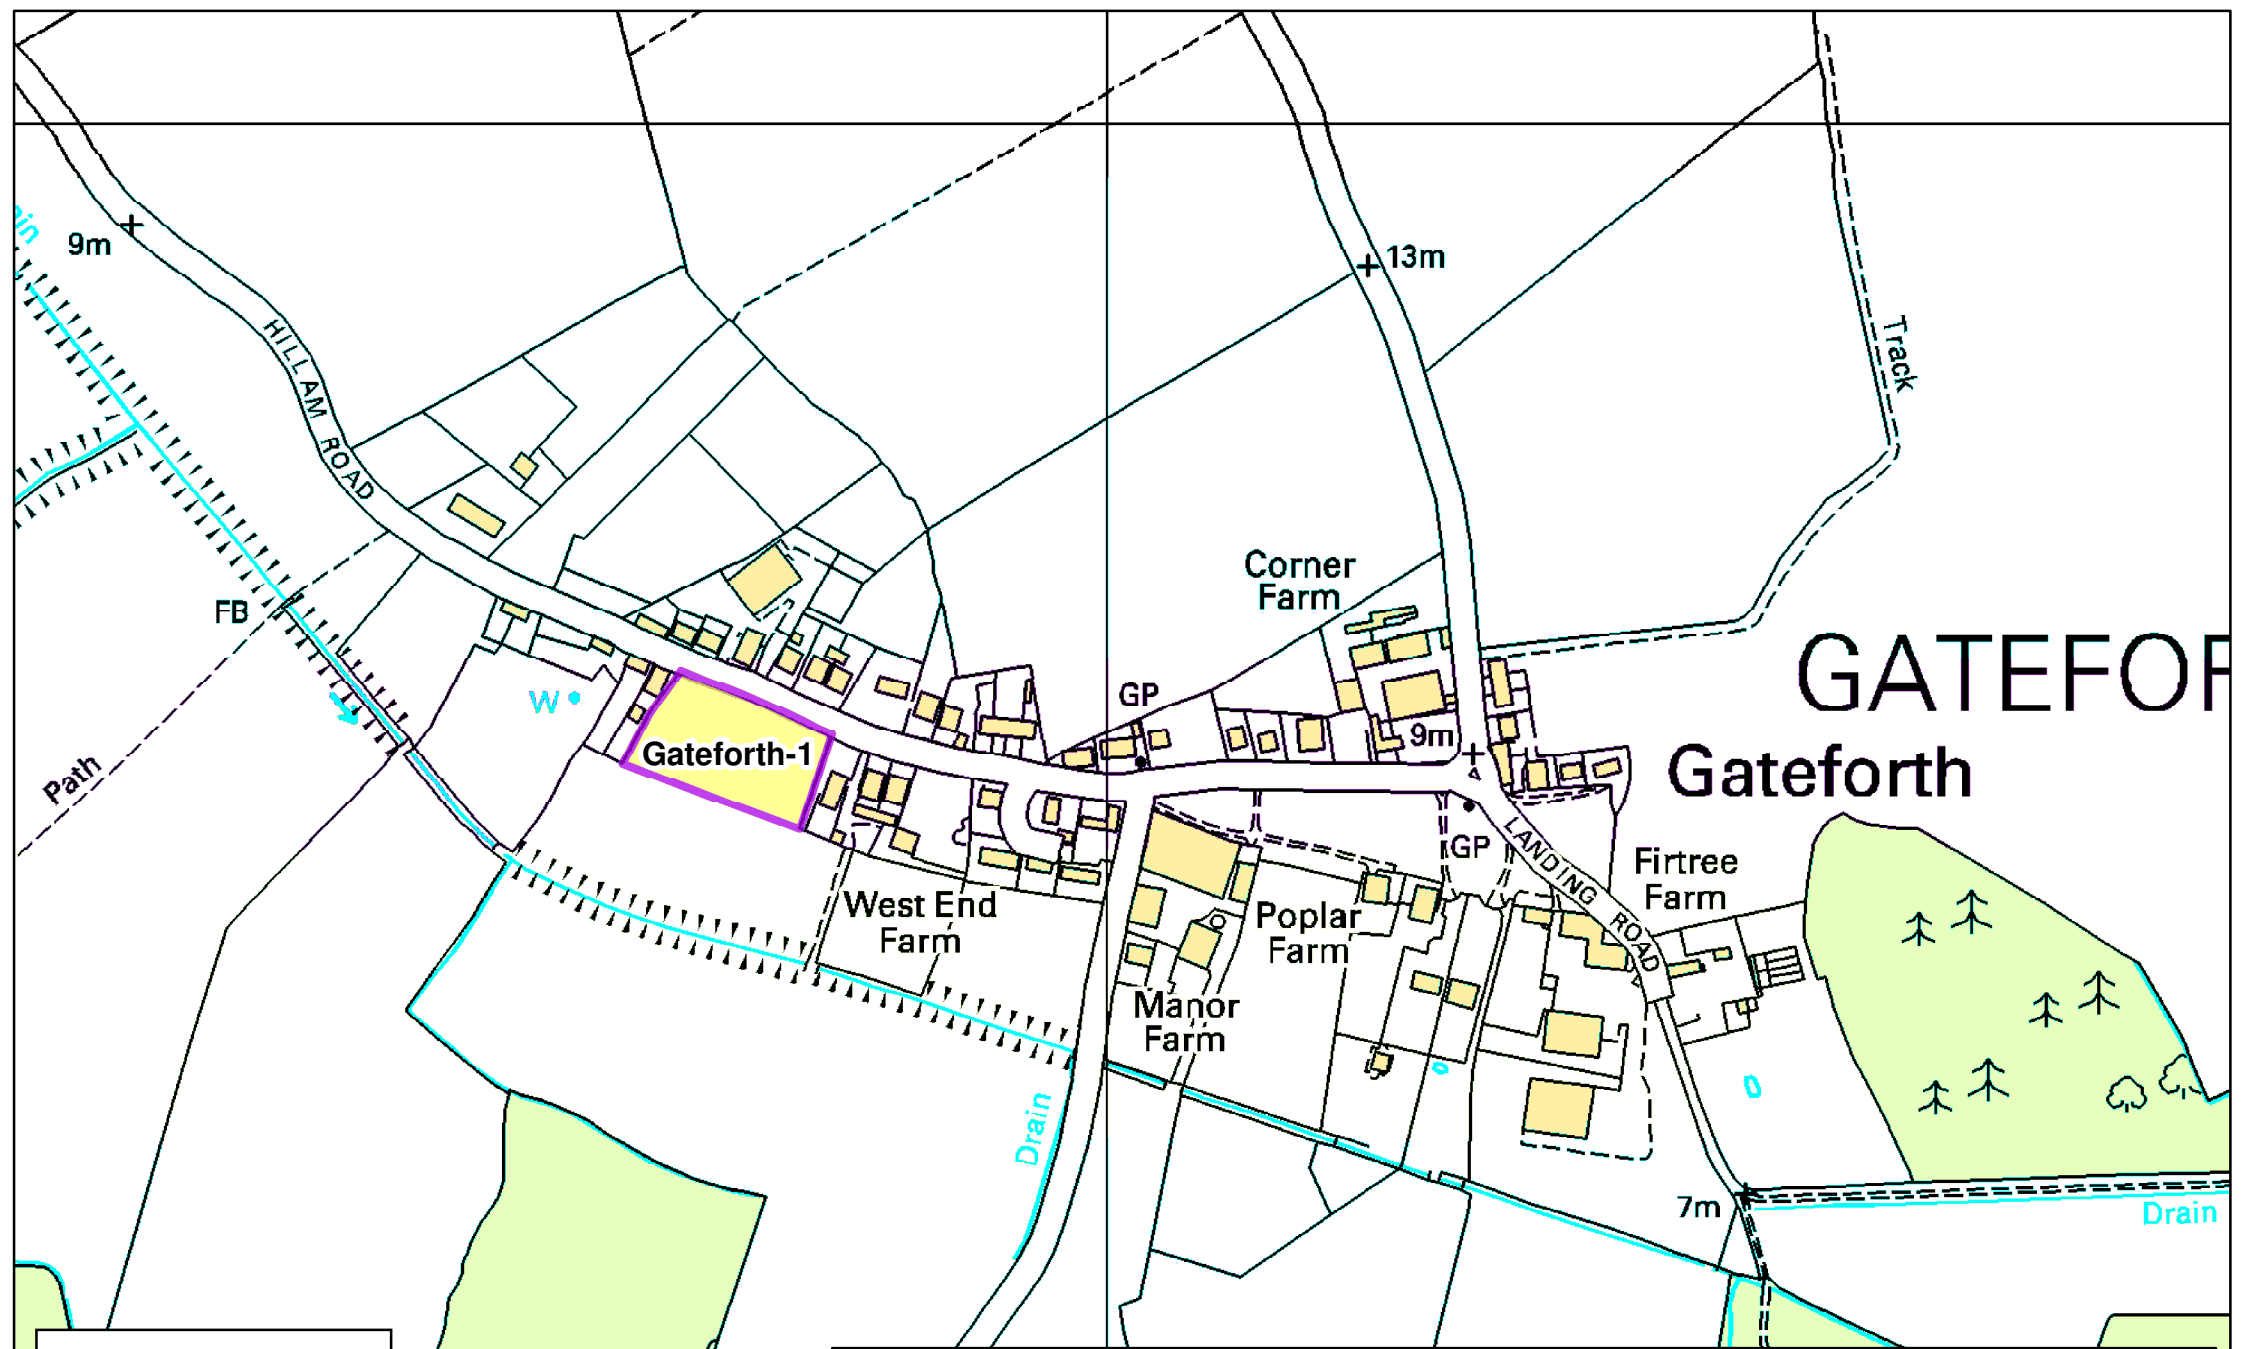 9m
13m
HILLAM ROAD
Track
Corner
Farm
FB
GATEFOR
W
GP
9m
Gateforth-1
Gateforth
Path
GP
LANDING ROAD
Firtree
Farm
West End
Farm
Poplar
Farm
Manor
Farm
Drain
7m
Drain